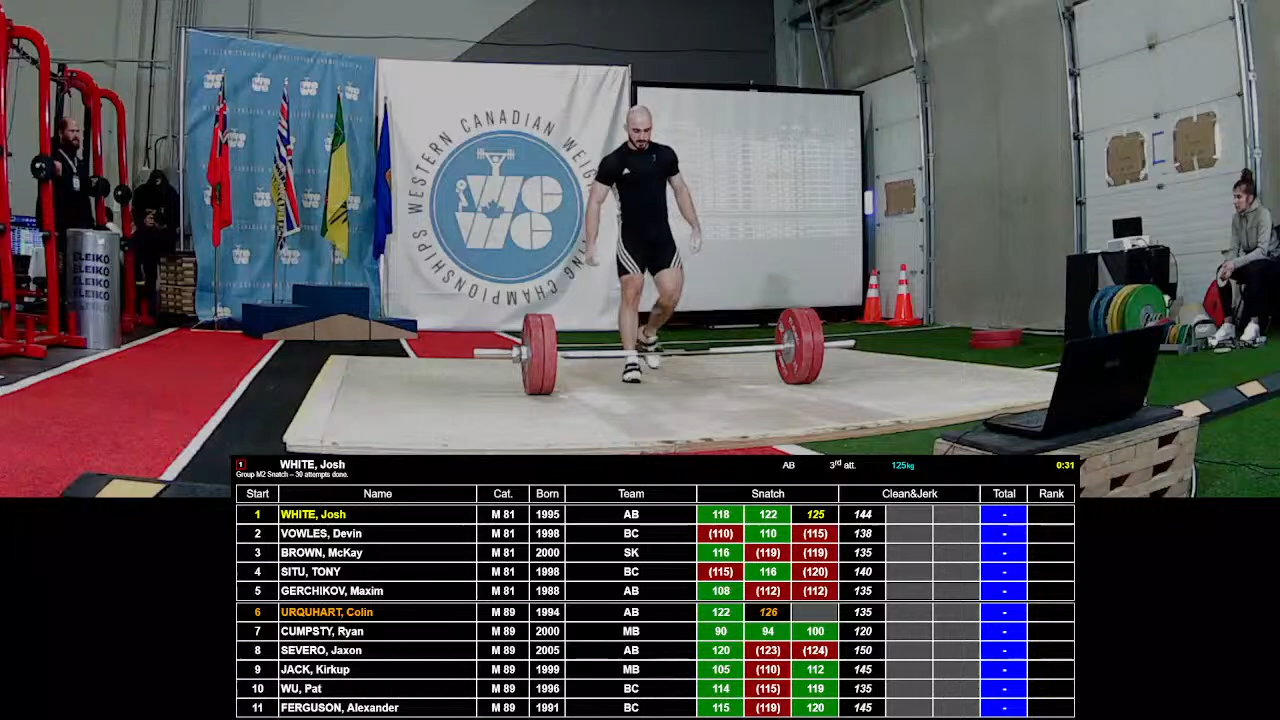 WESTERN CANADIAN WEIGHTLIFTING CHAMPIONSHIPS
WC
WC
ELEIKO
ELEIKO
ELEIKO
ELEIKO
1 WHITE, Josh AB 3rd att. 125kg 0:31
Group M2 Snatch – 30 attempts done.
Start Name Cat. Born Team Snatch Clean&Jerk Total Rank
1 WHITE, Josh M 81 1995 AB 118 122 125 144 -
2 VOWLES, Devin M 81 1998 BC (110) 110 (115) 138 -
3 BROWN, McKay M 81 2000 SK 116 (119) (119) 135 -
4 SITU, TONY M 81 1998 BC (115) 116 (120) 140 -
5 GERCHIKOV, Maxim M 81 1988 AB 108 (112) (112) 135 -
6 URQUHART, Colin M 89 1994 AB 122 126 135 -
7 CUMPSTY, Ryan M 89 2000 MB 90 94 100 120 -
8 SEVERO, Jaxon M 89 2005 AB 120 (123) (124) 150 -
9 JACK, Kirkup M 89 1999 MB 105 (110) 112 145 -
10 WU, Pat M 89 1996 BC 114 (115) 119 135 -
11 FERGUSON, Alexander M 89 1991 BC 115 (119) 120 145 -